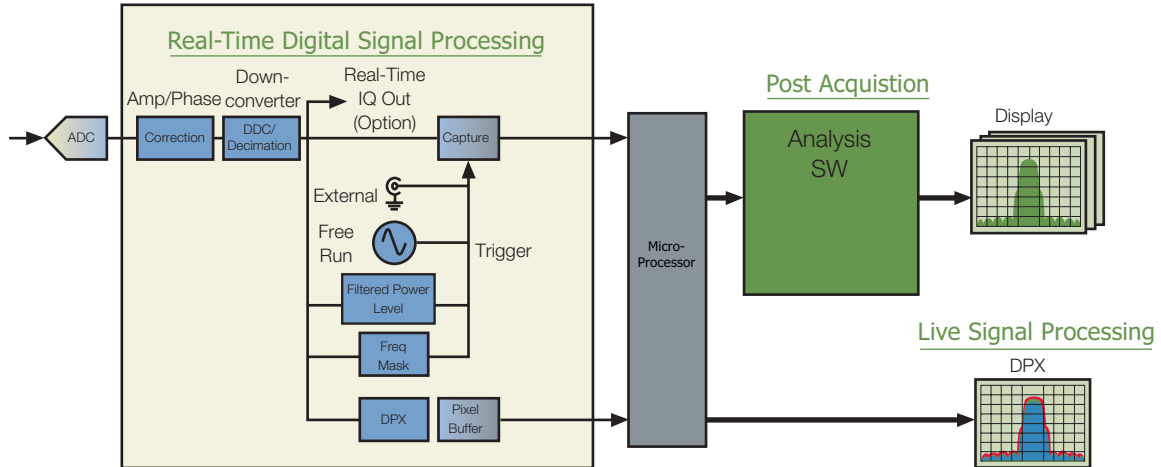 Real-Time Digital Signal Processing
Amp/Phase
Down-
converter
Real-Time
IQ Out
(Option)
ADC
Correction
DDC/
Decimation
Capture
External
Free
Run
Trigger
Filtered Power
Level
Freq
Mask
DPX
Pixel
Buffer
Micro-
Processor
Post Acquistion
Analysis
SW
Display
Live Signal Processing
DPX